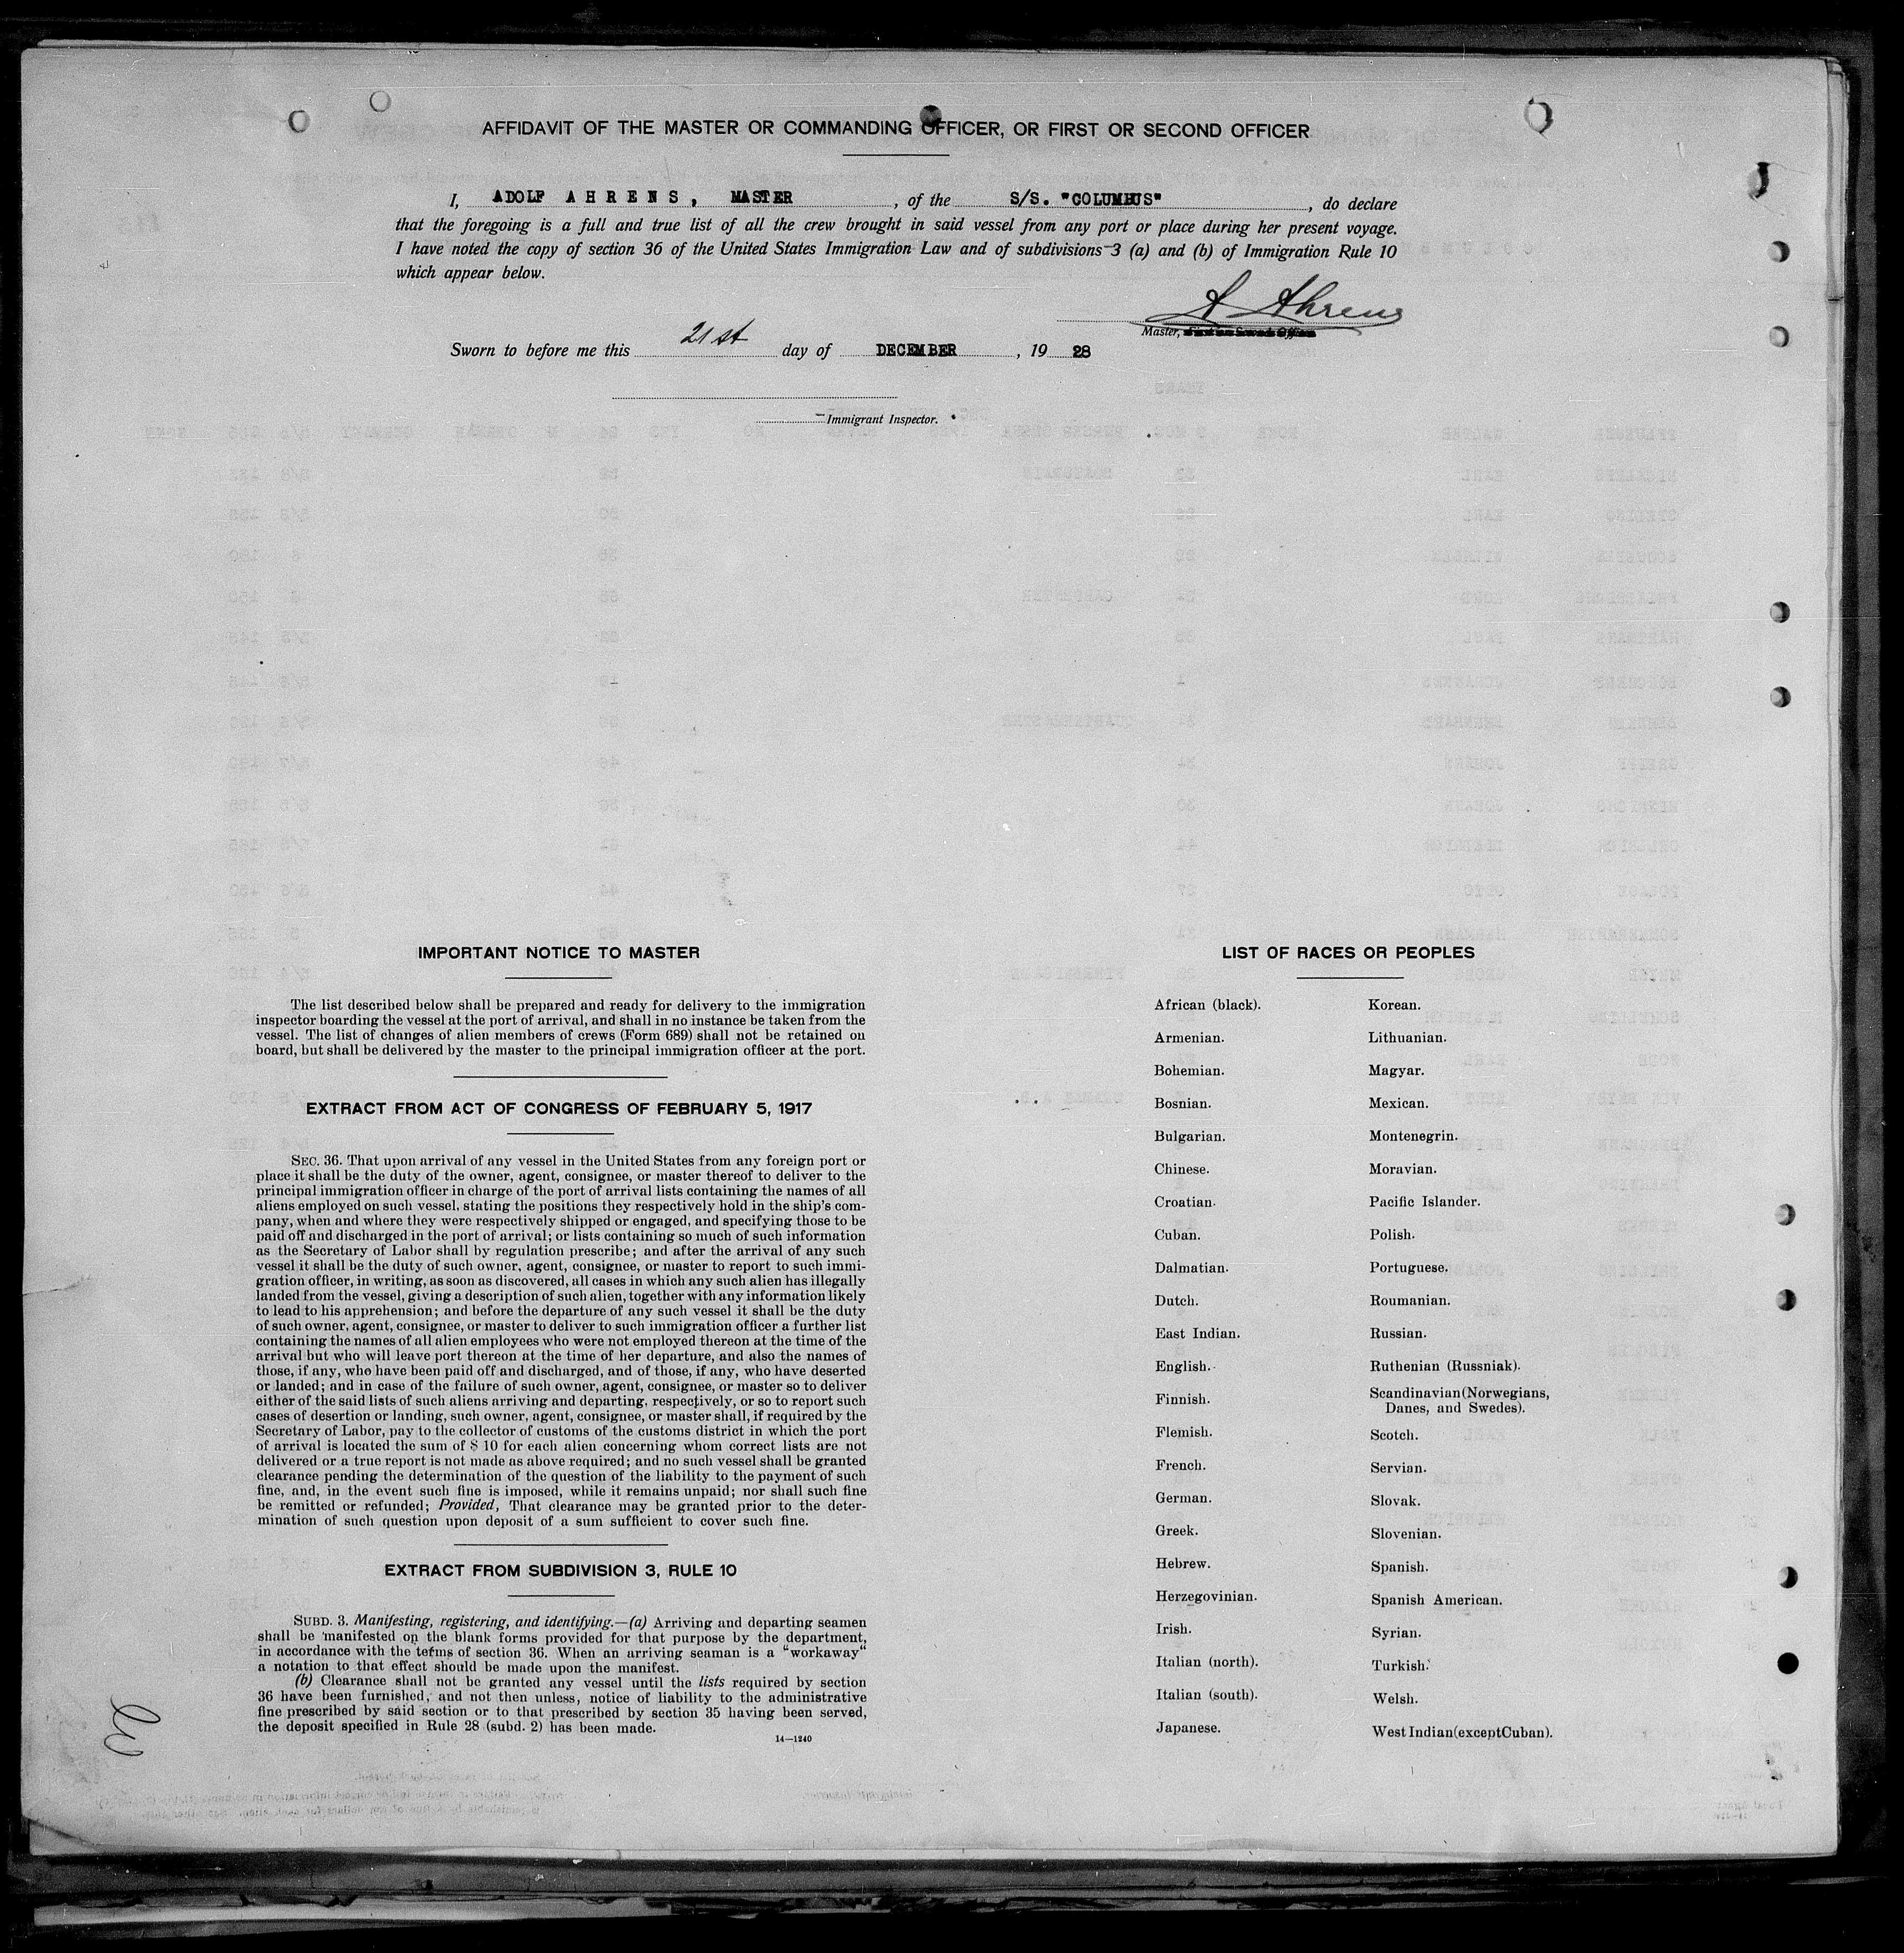 AFFIDAVIT OF THE MASTER OR COMMANDING OFFICER, OR FIRST OR SECOND OFFICER
I, ADOLF AHRENS, MASTER, of the S/S. "COLUMBUS", do declare
that the foregoing is a full and true list of all the crew brought in said vessel from any port or place during her present voyage.
I have noted the copy of section 36 of the United States Immigration Law and of subdivisions 3 (a) and (b) of Immigration Rule 10
which appear below.
A Ahrens
Master, First or Second Officer
Sworn to before me this 21st day of DECEMBER, 19 28
Immigrant Inspector.
IMPORTANT NOTICE TO MASTER
The list described below shall be prepared and ready for delivery to the immigration
inspector boarding the vessel at the port of arrival, and shall in no instance be taken from the
vessel. The list of changes of alien members of crews (Form 689) shall not be retained on
board, but shall be delivered by the master to the principal immigration officer at the port.
EXTRACT FROM ACT OF CONGRESS OF FEBRUARY 5, 1917
SEC. 36. That upon arrival of any vessel in the United States from any foreign port or
place it shall be the duty of the owner, agent, consignee, or master thereof to deliver to the
principal immigration officer in charge of the port of arrival lists containing the names of all
aliens employed on such vessel, stating the positions they respectively hold in the ship's com-
pany, when and where they were respectively shipped or engaged, and specifying those to be
paid off and discharged in the port of arrival; or lists containing so much of such information
as the Secretary of Labor shall by regulation prescribe; and after the arrival of any such
vessel it shall be the duty of such owner, agent, consignee, or master to report to such immi-
gration officer, in writing, as soon as discovered, all cases in which any such alien has illegally
landed from the vessel, giving a description of such alien, together with any information likely
to lead to his apprehension; and before the departure of any such vessel it shall be the duty
of such owner, agent, consignee, or master to deliver to such immigration officer a further list
containing the names of all alien employees who were not employed thereon at the time of the
arrival but who will leave port thereon at the time of her departure, and also the names of
those, if any, who have been paid off and discharged, and of those, if any, who have deserted
or landed; and in case of the failure of such owner, agent, consignee, or master so to deliver
either of the said lists of such aliens arriving and departing, respectively, or so to report such
cases of desertion or landing, such owner, agent, consignee, or master shall, if required by the
Secretary of Labor, pay to the collector of customs of the customs district in which the port
of arrival is located the sum of $ 10 for each alien concerning whom correct lists are not
delivered or a true report is not made as above required; and no such vessel shall be granted
clearance pending the determination of the question of the liability to the payment of such
fine, and, in the event such fine is imposed, while it remains unpaid; nor shall such fine
be remitted or refunded; Provided, That clearance may be granted prior to the deter-
mination of such question upon deposit of a sum sufficient to cover such fine.
EXTRACT FROM SUBDIVISION 3, RULE 10
SUBD. 3. Manifesting, registering, and identifying.—(a) Arriving and departing seamen
shall be manifested on the blank forms provided for that purpose by the department,
in accordance with the terms of section 36. When an arriving seaman is a "workaway"
a notation to that effect should be made upon the manifest.
(b) Clearance shall not be granted any vessel until the lists required by section
36 have been furnished, and not then unless, notice of liability to the administrative
fine prescribed by said section or to that prescribed by section 35 having been served,
the deposit specified in Rule 28 (subd. 2) has been made.
14—1240
LIST OF RACES OR PEOPLES
African (black).
Armenian.
Bohemian.
Bosnian.
Bulgarian.
Chinese.
Croatian.
Cuban.
Dalmatian.
Dutch.
East Indian.
English.
Finnish.
Flemish.
French.
German.
Greek.
Hebrew.
Herzegovinian.
Irish.
Italian (north).
Italian (south).
Japanese.
Korean.
Lithuanian.
Magyar.
Mexican.
Montenegrin.
Moravian.
Pacific Islander.
Polish.
Portuguese.
Roumanian.
Russian.
Ruthenian (Russniak).
Scandinavian (Norwegians,
Danes, and Swedes).
Scotch.
Servian.
Slovak.
Slovenian.
Spanish.
Spanish American.
Syrian.
Turkish.
Welsh.
West Indian (except Cuban).